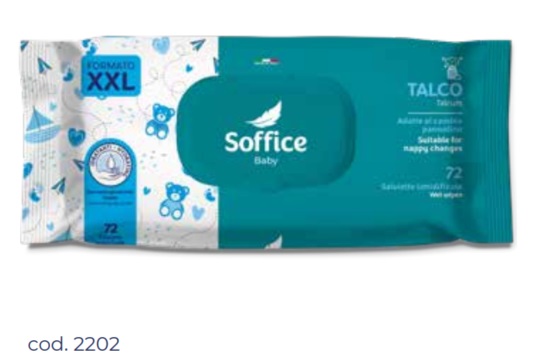 FORMATO
XXL
72
Soffice
Baby
TALCO
Talcum
Adatte al cambio
pannolino
Suitable for
nappy changes
72
Salviette umidificate
Wet wipes
cod. 2202